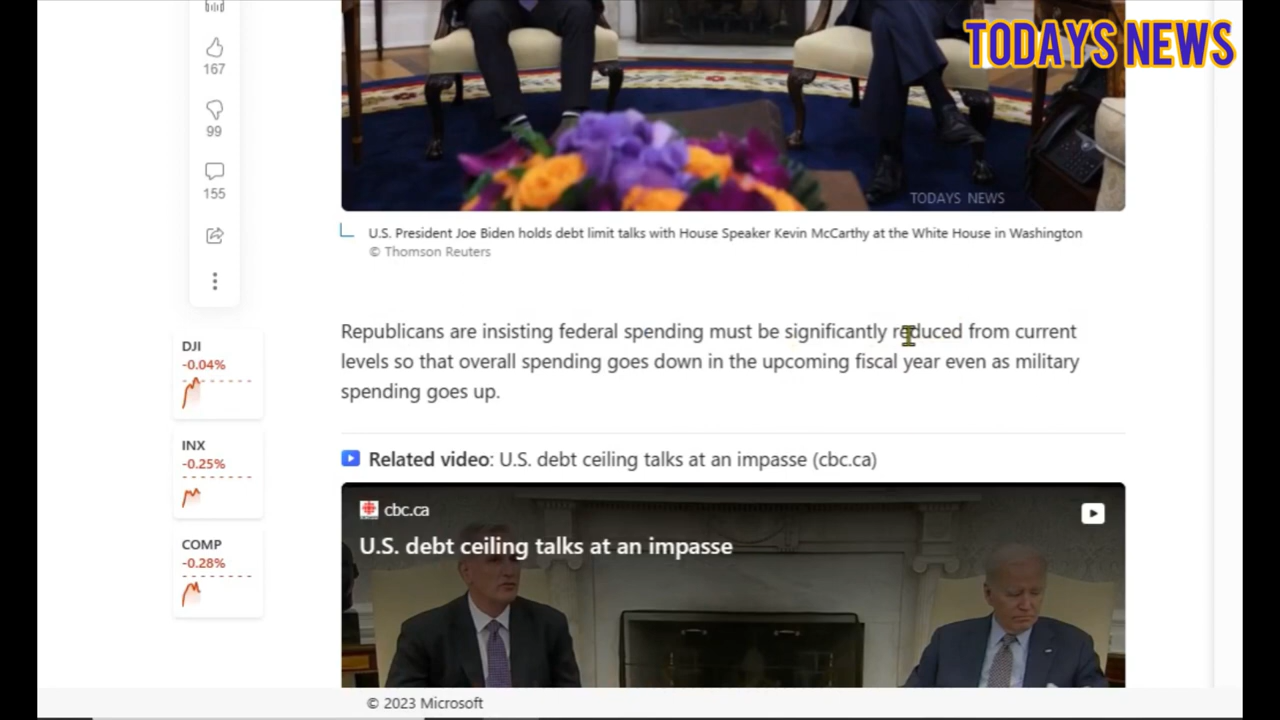 TODAYS NEWS
167
99
155
TODAYS NEWS
U.S. President Joe Biden holds debt limit talks with House Speaker Kevin McCarthy at the White House in Washington
© Thomson Reuters
Republicans are insisting federal spending must be significantly reduced from current
levels so that overall spending goes down in the upcoming fiscal year even as military
spending goes up.
DJI
-0.04%
INX
-0.25%
COMP
-0.28%
Related video: U.S. debt ceiling talks at an impasse (cbc.ca)
cbc.ca
U.S. debt ceiling talks at an impasse
© 2023 Microsoft